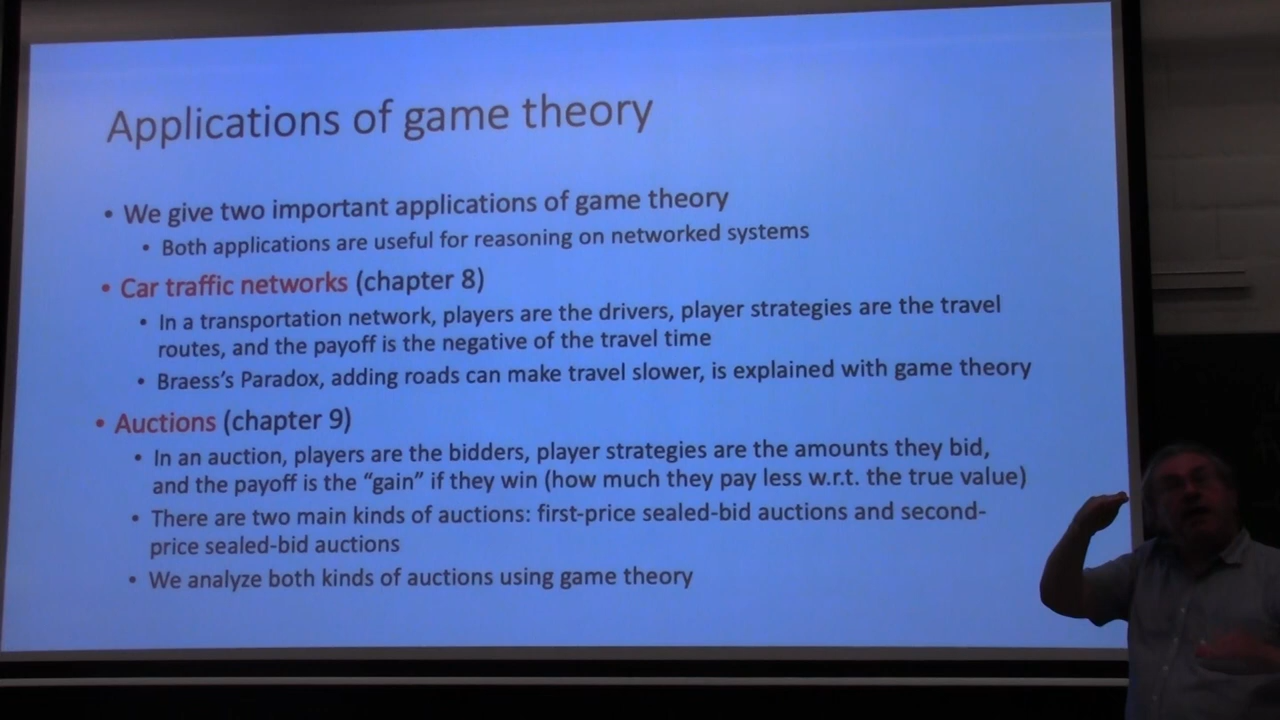 Applications of game theory
• We give two important applications of game theory
• Both applications are useful for reasoning on networked systems
• Car traffic networks (chapter 8)
• In a transportation network, players are the drivers, player strategies are the travel
routes, and the payoff is the negative of the travel time
• Braess's Paradox, adding roads can make travel slower, is explained with game theory
• Auctions (chapter 9)
• In an auction, players are the bidders, player strategies are the amounts they bid,
and the payoff is the “gain” if they win (how much they pay less w.r.t. the true value)
• There are two main kinds of auctions: first-price sealed-bid auctions and second-
price sealed-bid auctions
• We analyze both kinds of auctions using game theory